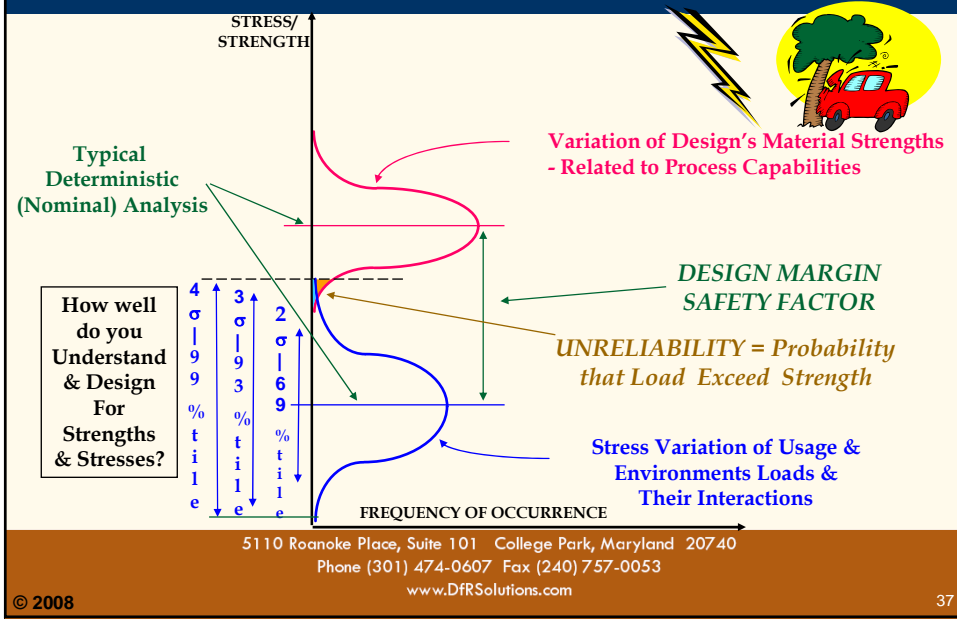 STRESS/
STRENGTH
Variation of Design's Material Strengths
- Related to Process Capabilities
Typical
Deterministic
(Nominal) Analysis
DESIGN MARGIN
SAFETY FACTOR
How well
do you
Understand
& Design
For
Strengths
& Stresses?
4 σ | 9 9 % t i l e
3 σ | 9 3 % t i l e
2 σ | 6 9 % t i l e
UNRELIABILITY = Probability
that Load Exceed Strength
Stress Variation of Usage &
Environments Loads &
Their Interactions
FREQUENCY OF OCCURRENCE
5110 Roanoke Place, Suite 101 College Park, Maryland 20740
Phone (301) 474-0607 Fax (240) 757-0053
www.DfRSolutions.com
© 2008
37